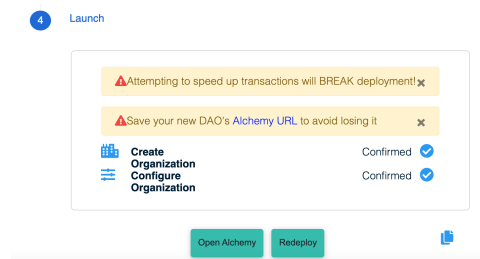 4 Launch
Attempting to speed up transactions will BREAK deployment!
Save your new DAO's Alchemy URL to avoid losing it
Create Confirmed
Organization
Configure Confirmed
Organization
Open Alchemy Redeploy